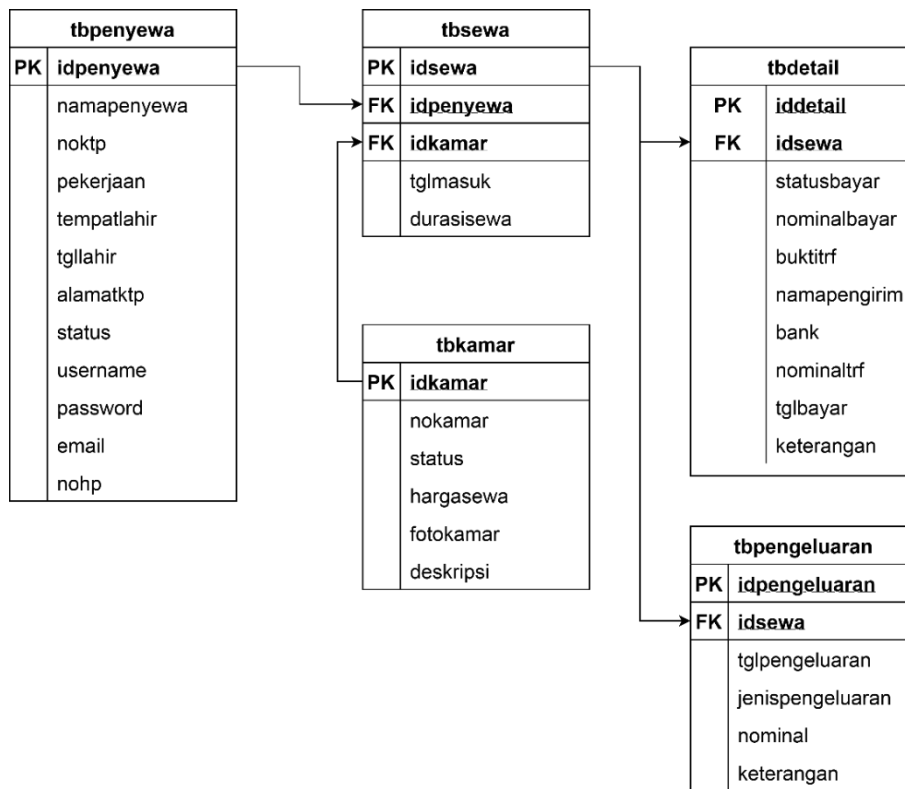 tbpenyewa
PK idpenyewa
namapenyewa
noktp
pekerjaan
tempatlahir
tgllahir
alamatktp
status
username
password
email
nohp
tbsewa
PK idsewa
FK idpenyewa
FK idkamar
tglmasuk
durasisewa
tbkamar
PK idkamar
nokamar
status
hargasewa
fotokamar
deskripsi
tbdetail
PK iddetail
FK idsewa
statusbayar
nominalbayar
buktitrf
namapengirim
bank
nominaltrf
tglbayar
keterangan
tbpengeluaran
PK idpengeluaran
FK idsewa
tglpengeluaran
jenispengeluaran
nominal
keterangan